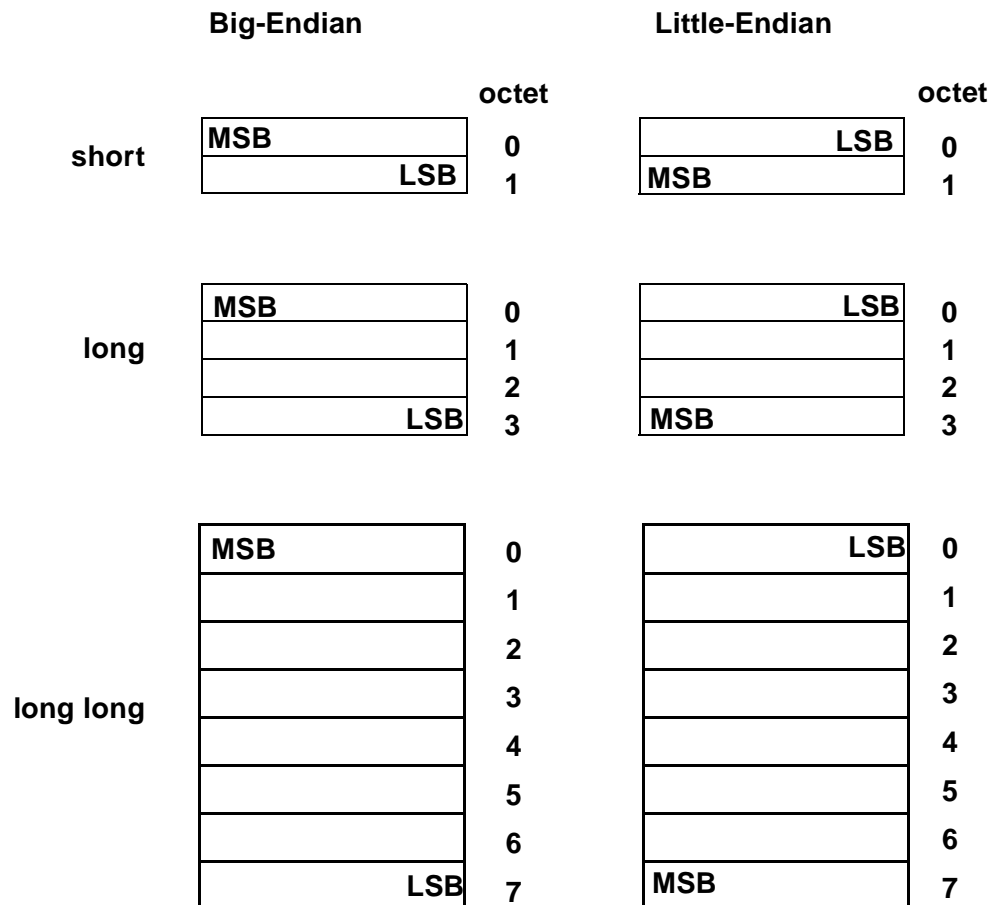 Big-Endian Little-Endian
octet octet
short MSB 0 LSB 0
LSB 1 MSB 1
MSB 0 LSB 0
long 1 1
2 2
LSB 3 MSB 3
MSB 0 LSB 0
1 1
2 2
long long 3 3
4 4
5 5
6 6
LSB 7 MSB 7